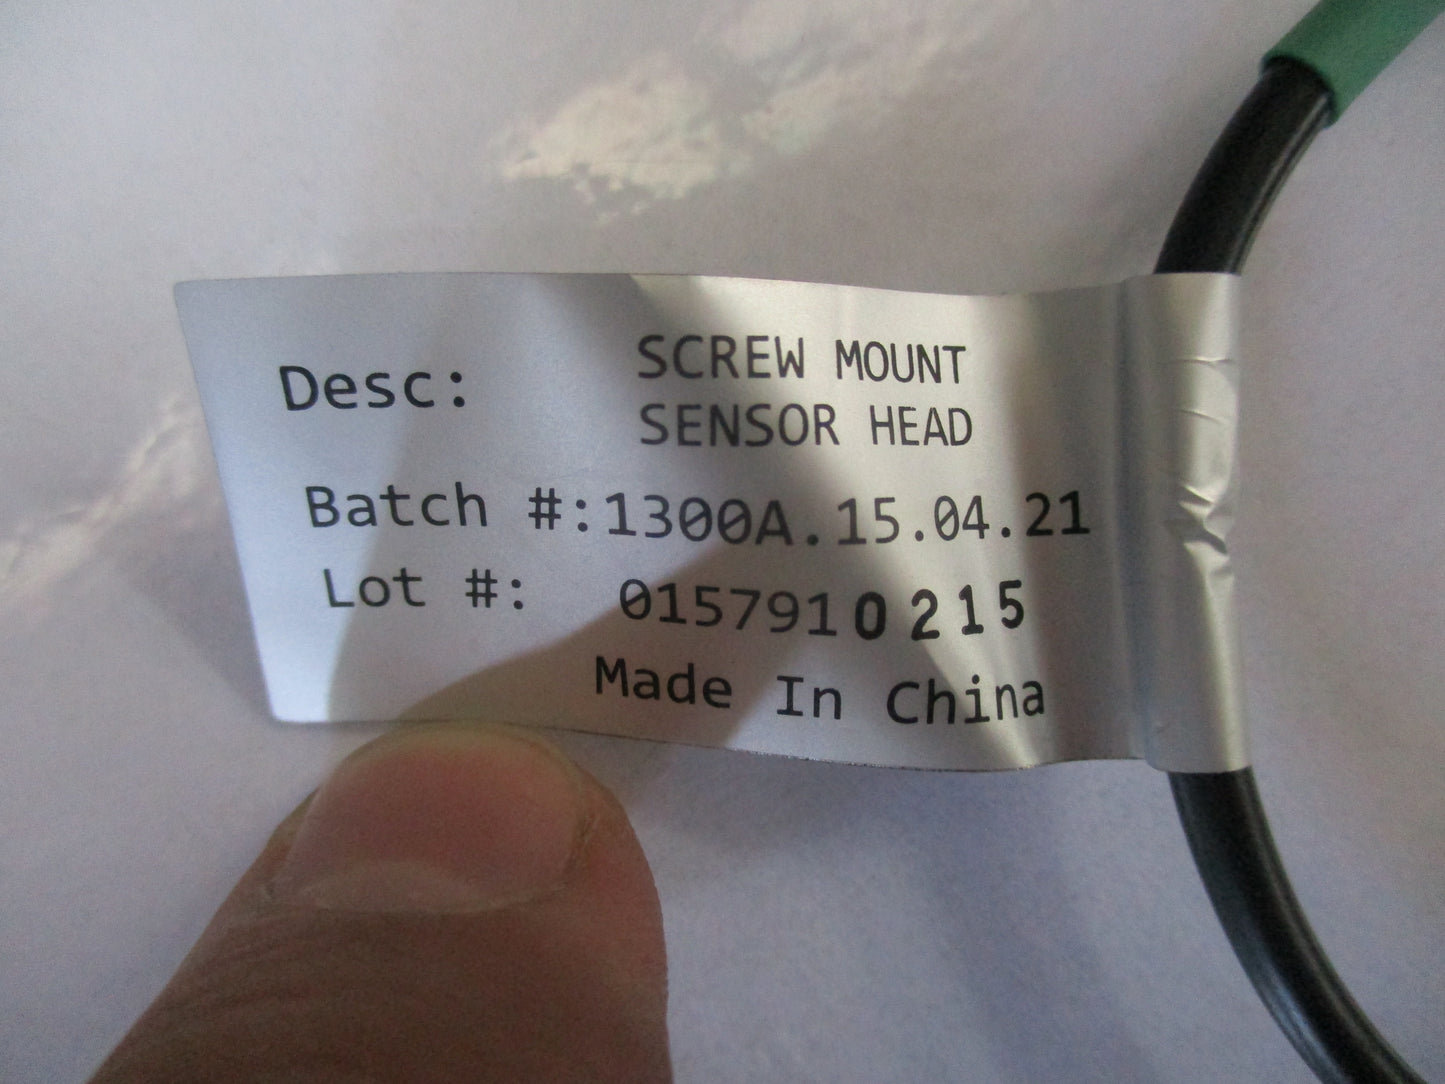 Desc: SCREW MOUNT
SENSOR HEAD
Batch #:1300A.15.04.21
Lot #: 0157910215
Made In China